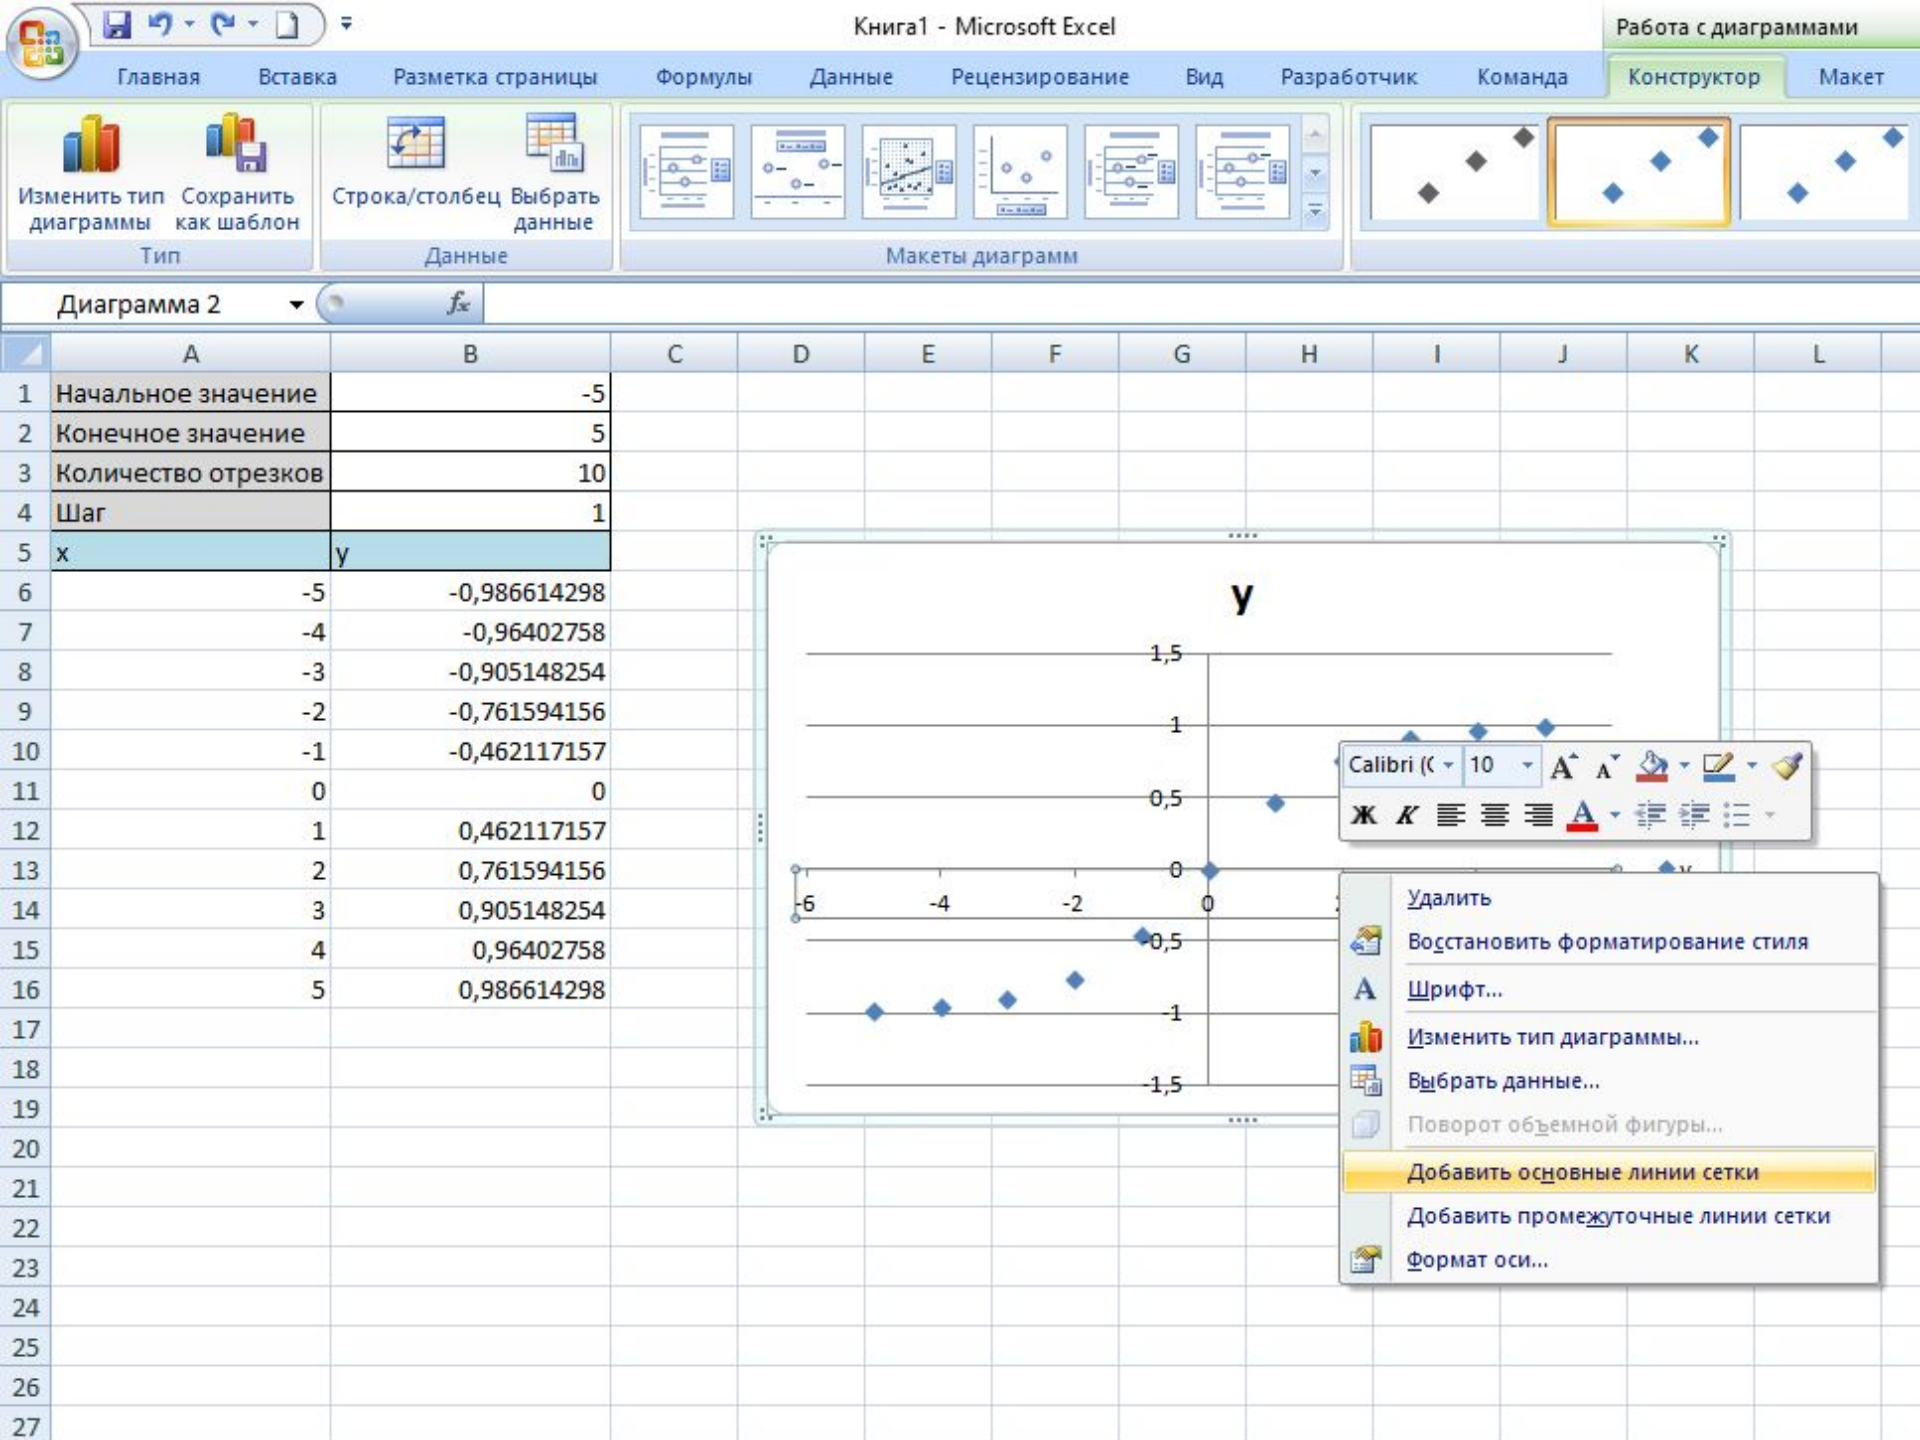 Книга1 - Microsoft Excel
Работа с диаграммами
Главная Вставка Разметка страницы Формулы Данные Рецензирование Вид Разработчик Команда Конструктор Макет
Изменить тип диаграммы
Сохранить как шаблон
Строка/столбец
Выбрать данные
Тип Данные Макеты диаграмм
Диаграмма 2 fx
A B C D E F G H I J K L
1 Начальное значение -5
2 Конечное значение 5
3 Количество отрезков 10
4 Шаг 1
5 x y
6 -5 -0,986614298
7 -4 -0,96402758
8 -3 -0,905148254
9 -2 -0,761594156
10 -1 -0,462117157
11 0 0
12 1 0,462117157
13 2 0,761594156
14 3 0,905148254
15 4 0,96402758
16 5 0,986614298
17
18
19
20
21
22
23
24
25
26
27
y
1,5
1
0,5
0
-6 -4 -2 0
-0,5
-1
-1,5
Calibri (С 10
Ж К
Удалить
Восстановить форматирование стиля
Шрифт...
Изменить тип диаграммы...
Выбрать данные...
Поворот объемной фигуры...
Добавить основные линии сетки
Добавить промежуточные линии сетки
Формат оси...